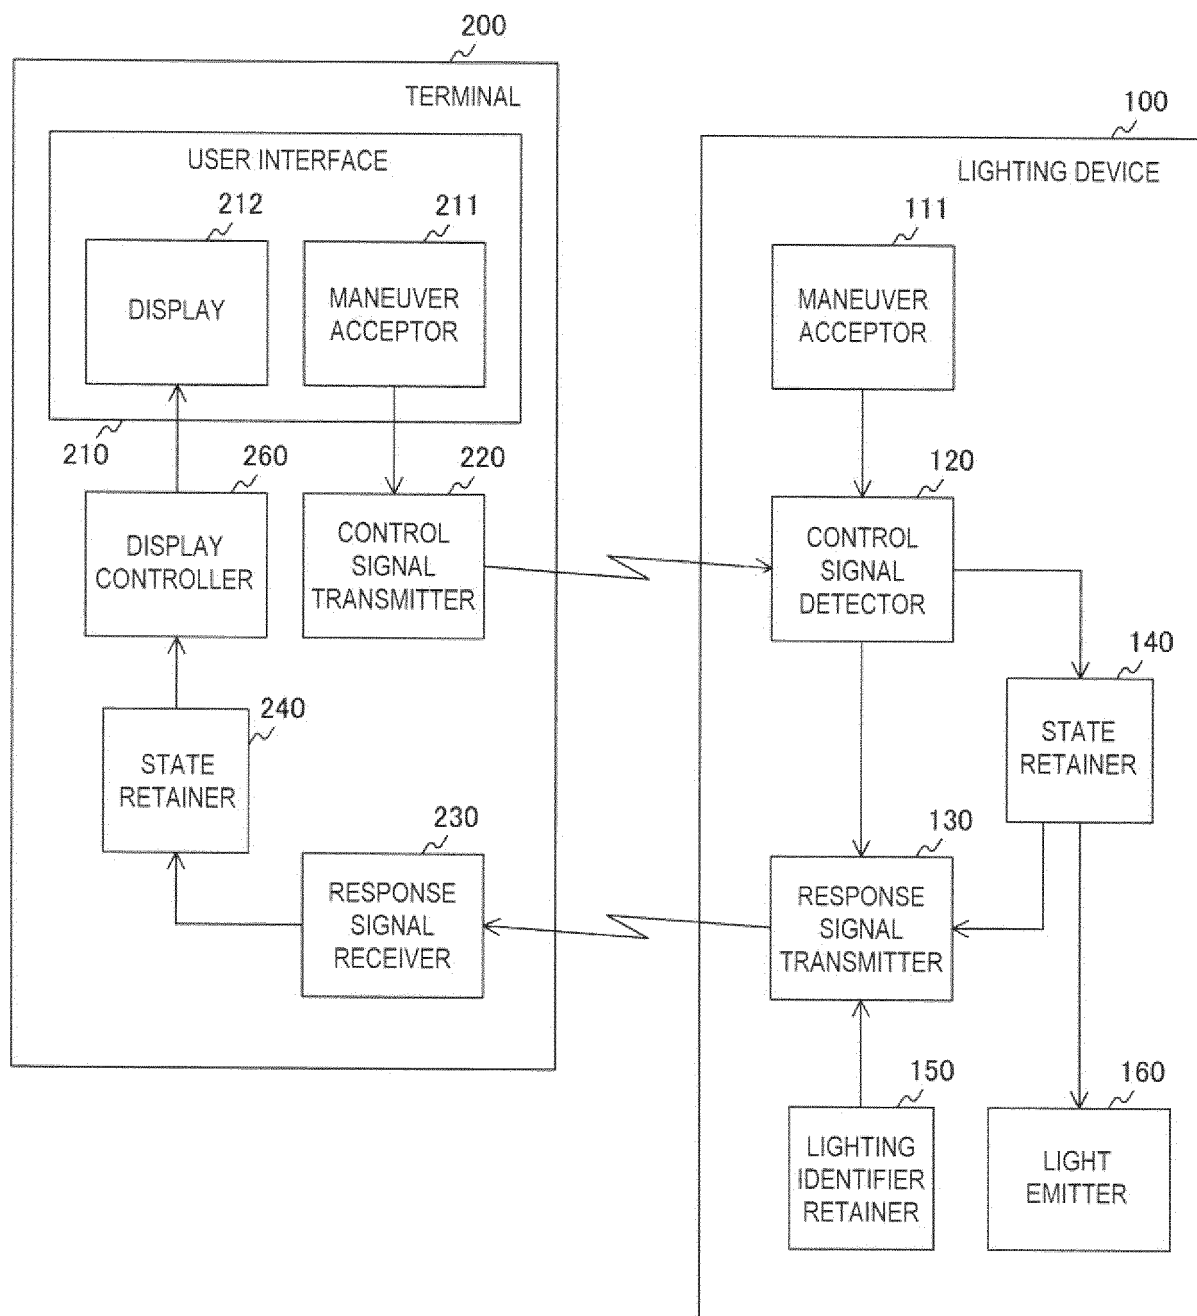 200
TERMINAL
USER INTERFACE
212
211
DISPLAY
MANEUVER
ACCEPTOR
210
260
220
DISPLAY
CONTROLLER
CONTROL
SIGNAL
TRANSMITTER
240
STATE
RETAINER
230
RESPONSE
SIGNAL
RECEIVER
100
LIGHTING DEVICE
111
MANEUVER
ACCEPTOR
120
CONTROL
SIGNAL
DETECTOR
140
STATE
RETAINER
130
RESPONSE
SIGNAL
TRANSMITTER
150
LIGHTING
IDENTIFIER
RETAINER
160
LIGHT
EMITTER